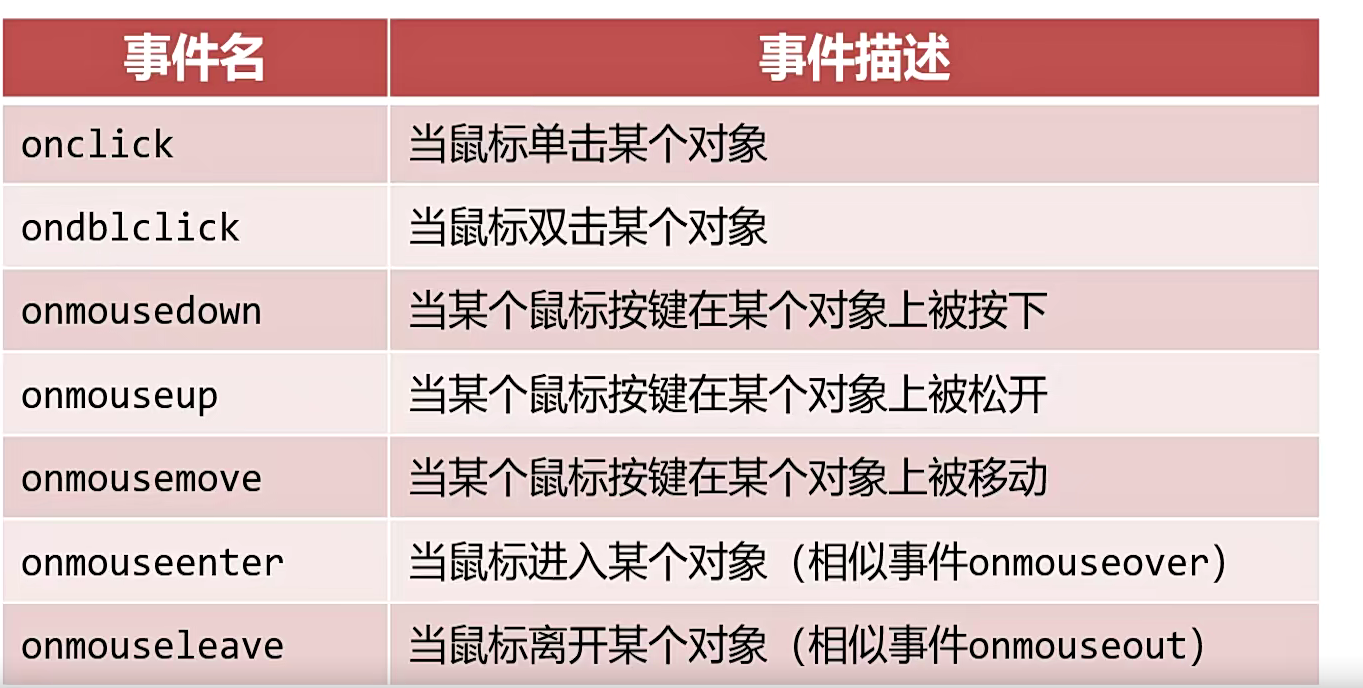 事件名 事件描述
onclick 当鼠标单击某个对象
ondblclick 当鼠标双击某个对象
onmousedown 当某个鼠标按键在某个对象上被按下
onmouseup 当某个鼠标按键在某个对象上被松开
onmousemove 当某个鼠标按键在某个对象上被移动
onmouseenter 当鼠标进入某个对象（相似事件onmouseover）
onmouseleave 当鼠标离开某个对象（相似事件onmouseout）